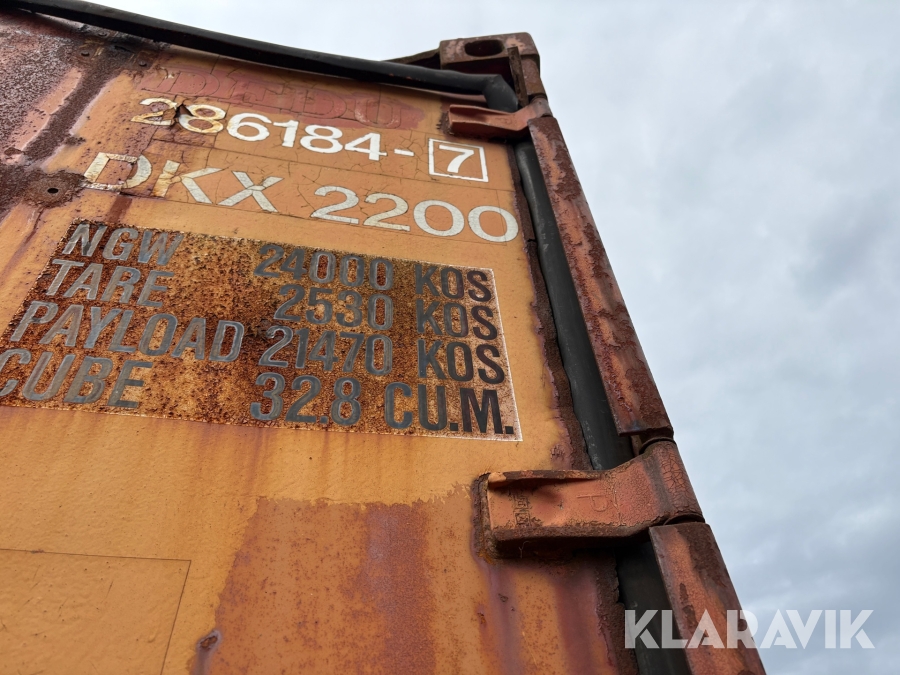 286184-7
DKX 2200
NGW 24000 KOS
TARE 2530 KOS
PAYLOAD 21470 KOS
CUBE 32.8 CU.M.
KLARAVIK